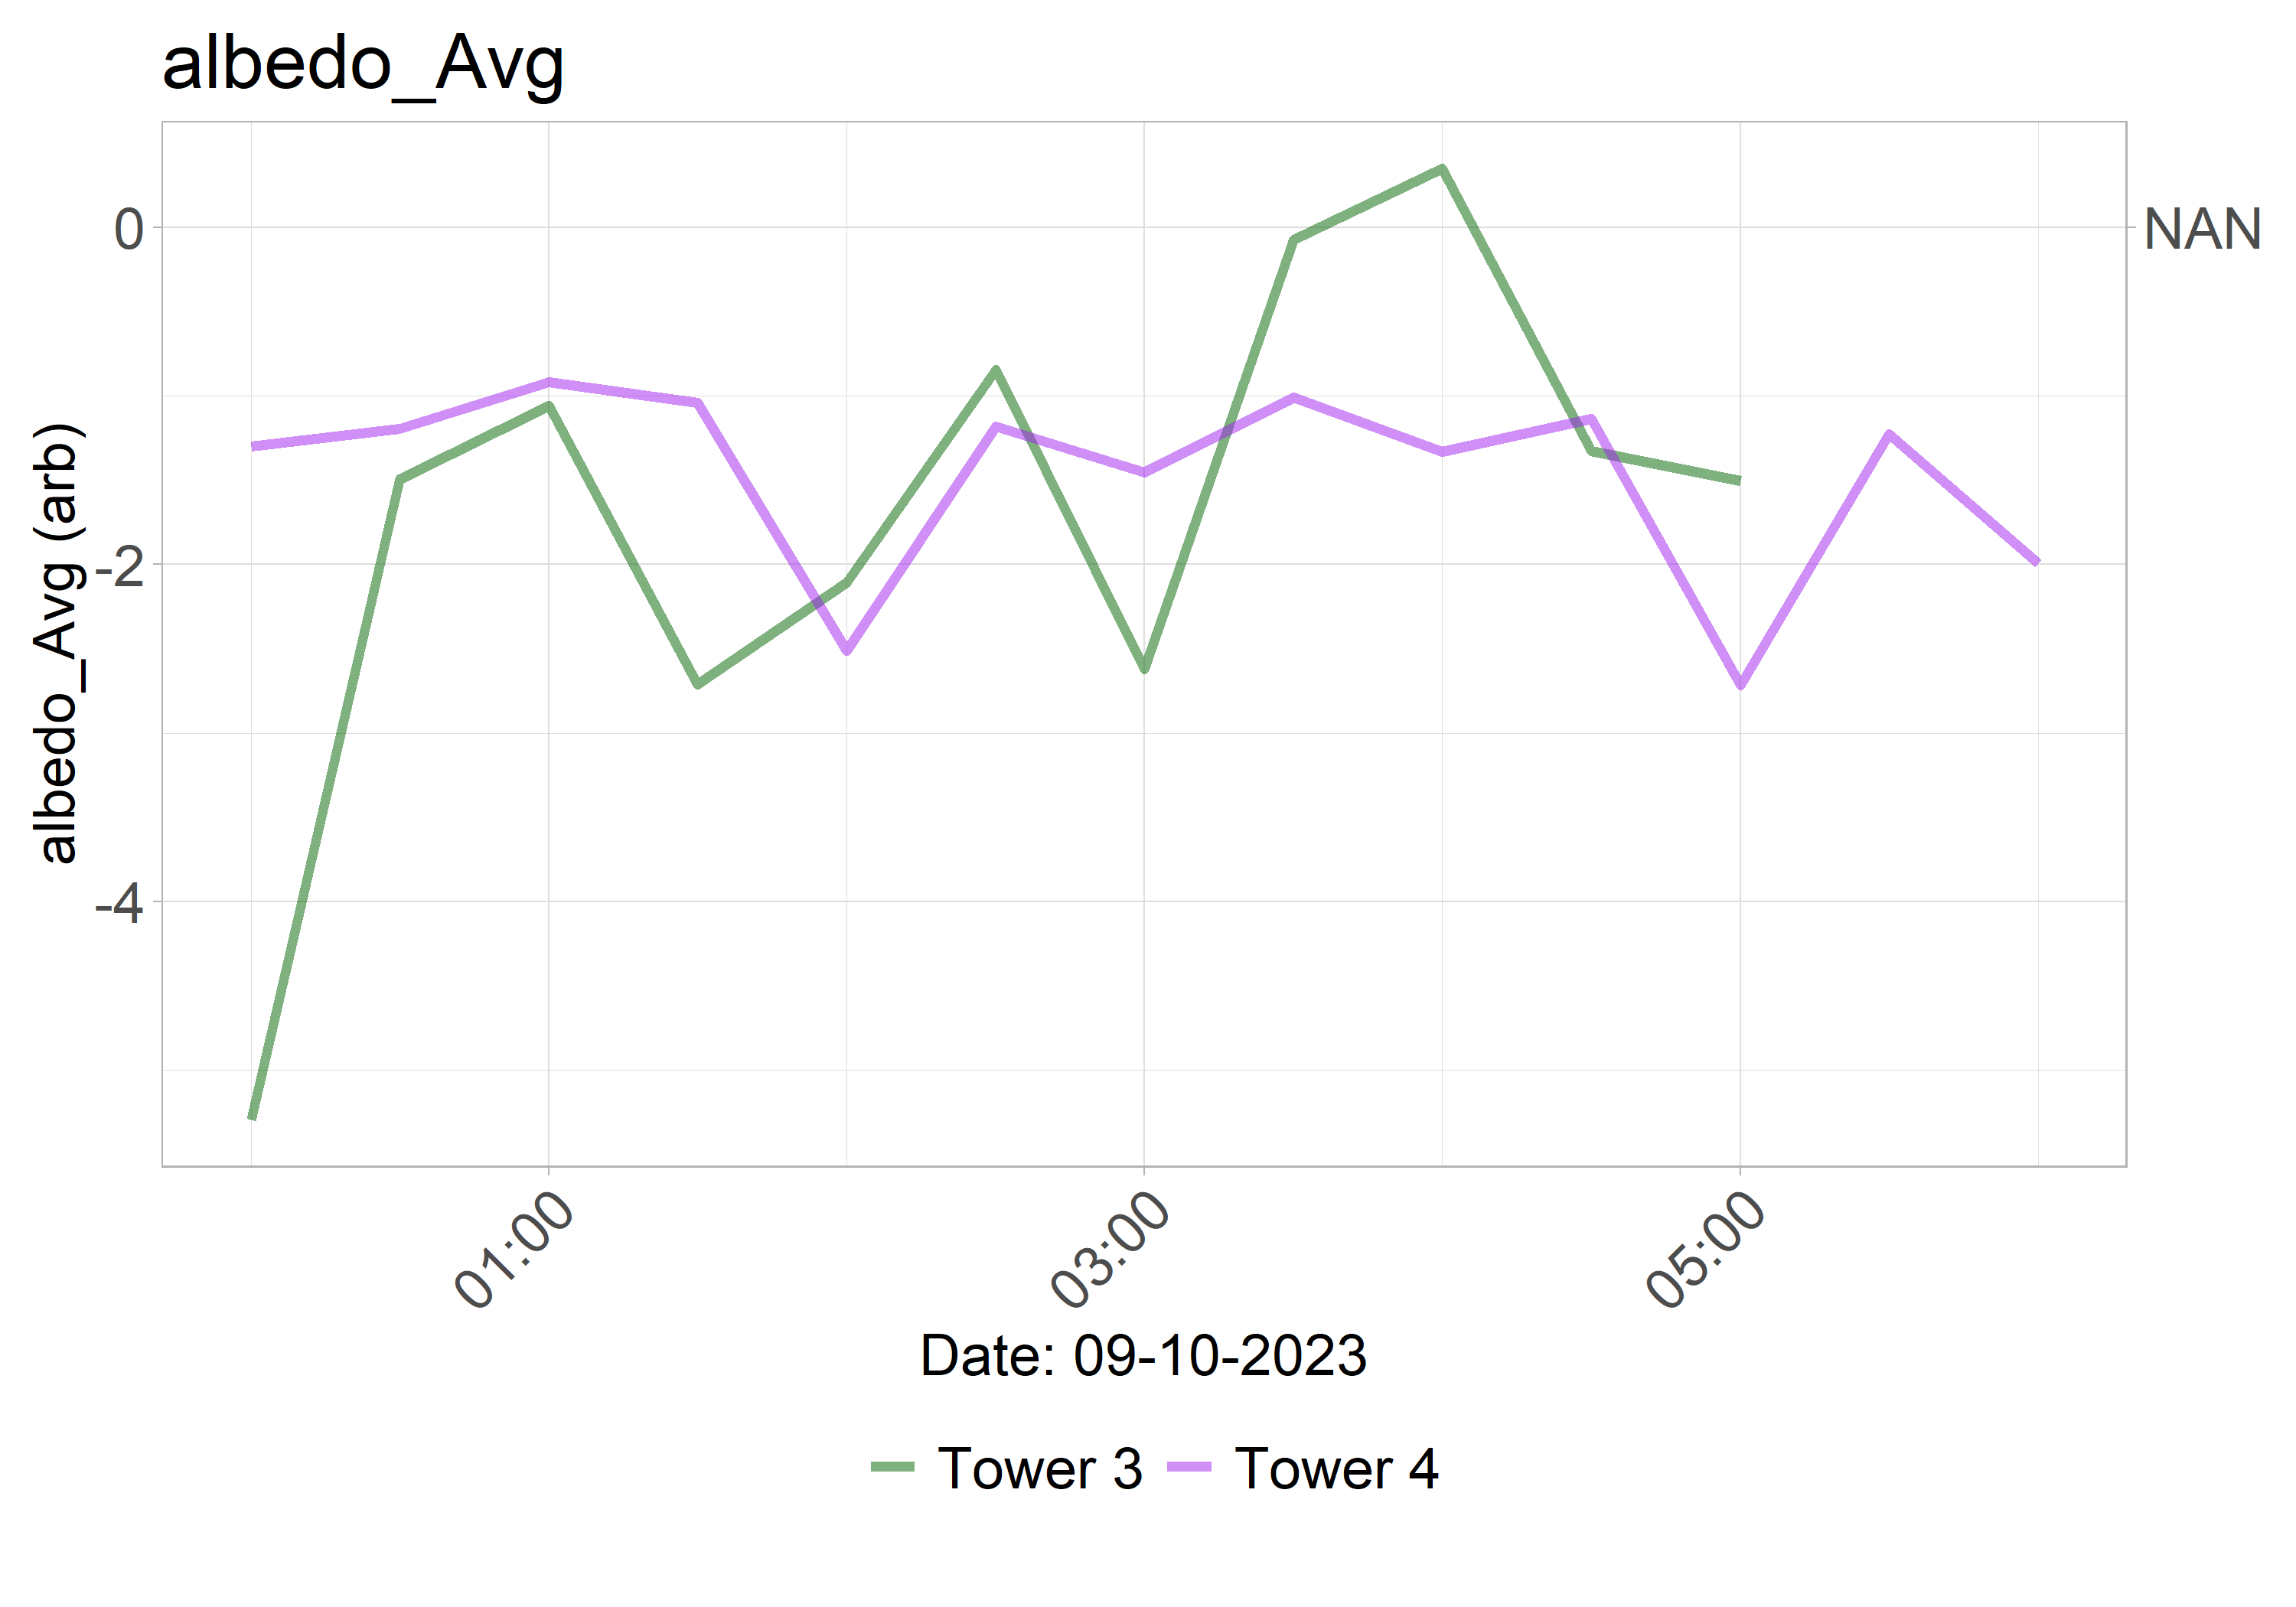 albedo_Avg
albedo_Avg (arb)
0
-2
-4
NAN
01:00
03:00
05:00
Date: 09-10-2023
Tower 3
Tower 4